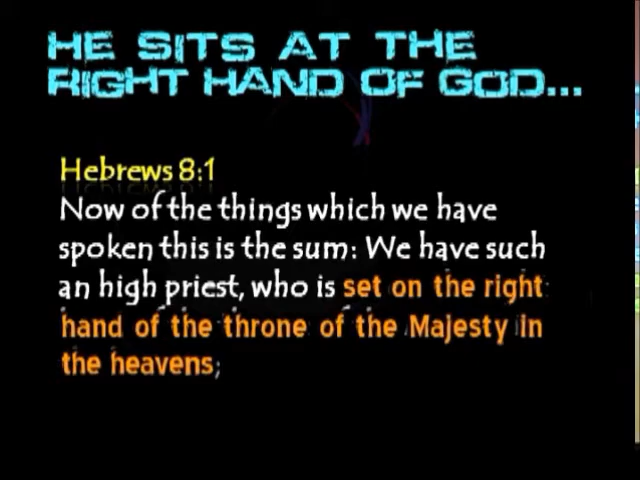 HE SITS AT THE
RIGHT HAND OF GOD...
Hebrews 8:1
Now of the things which we have
spoken this is the sum: We have such
an high priest, who is set on the right
hand of the throne of the Majesty in
the heavens;